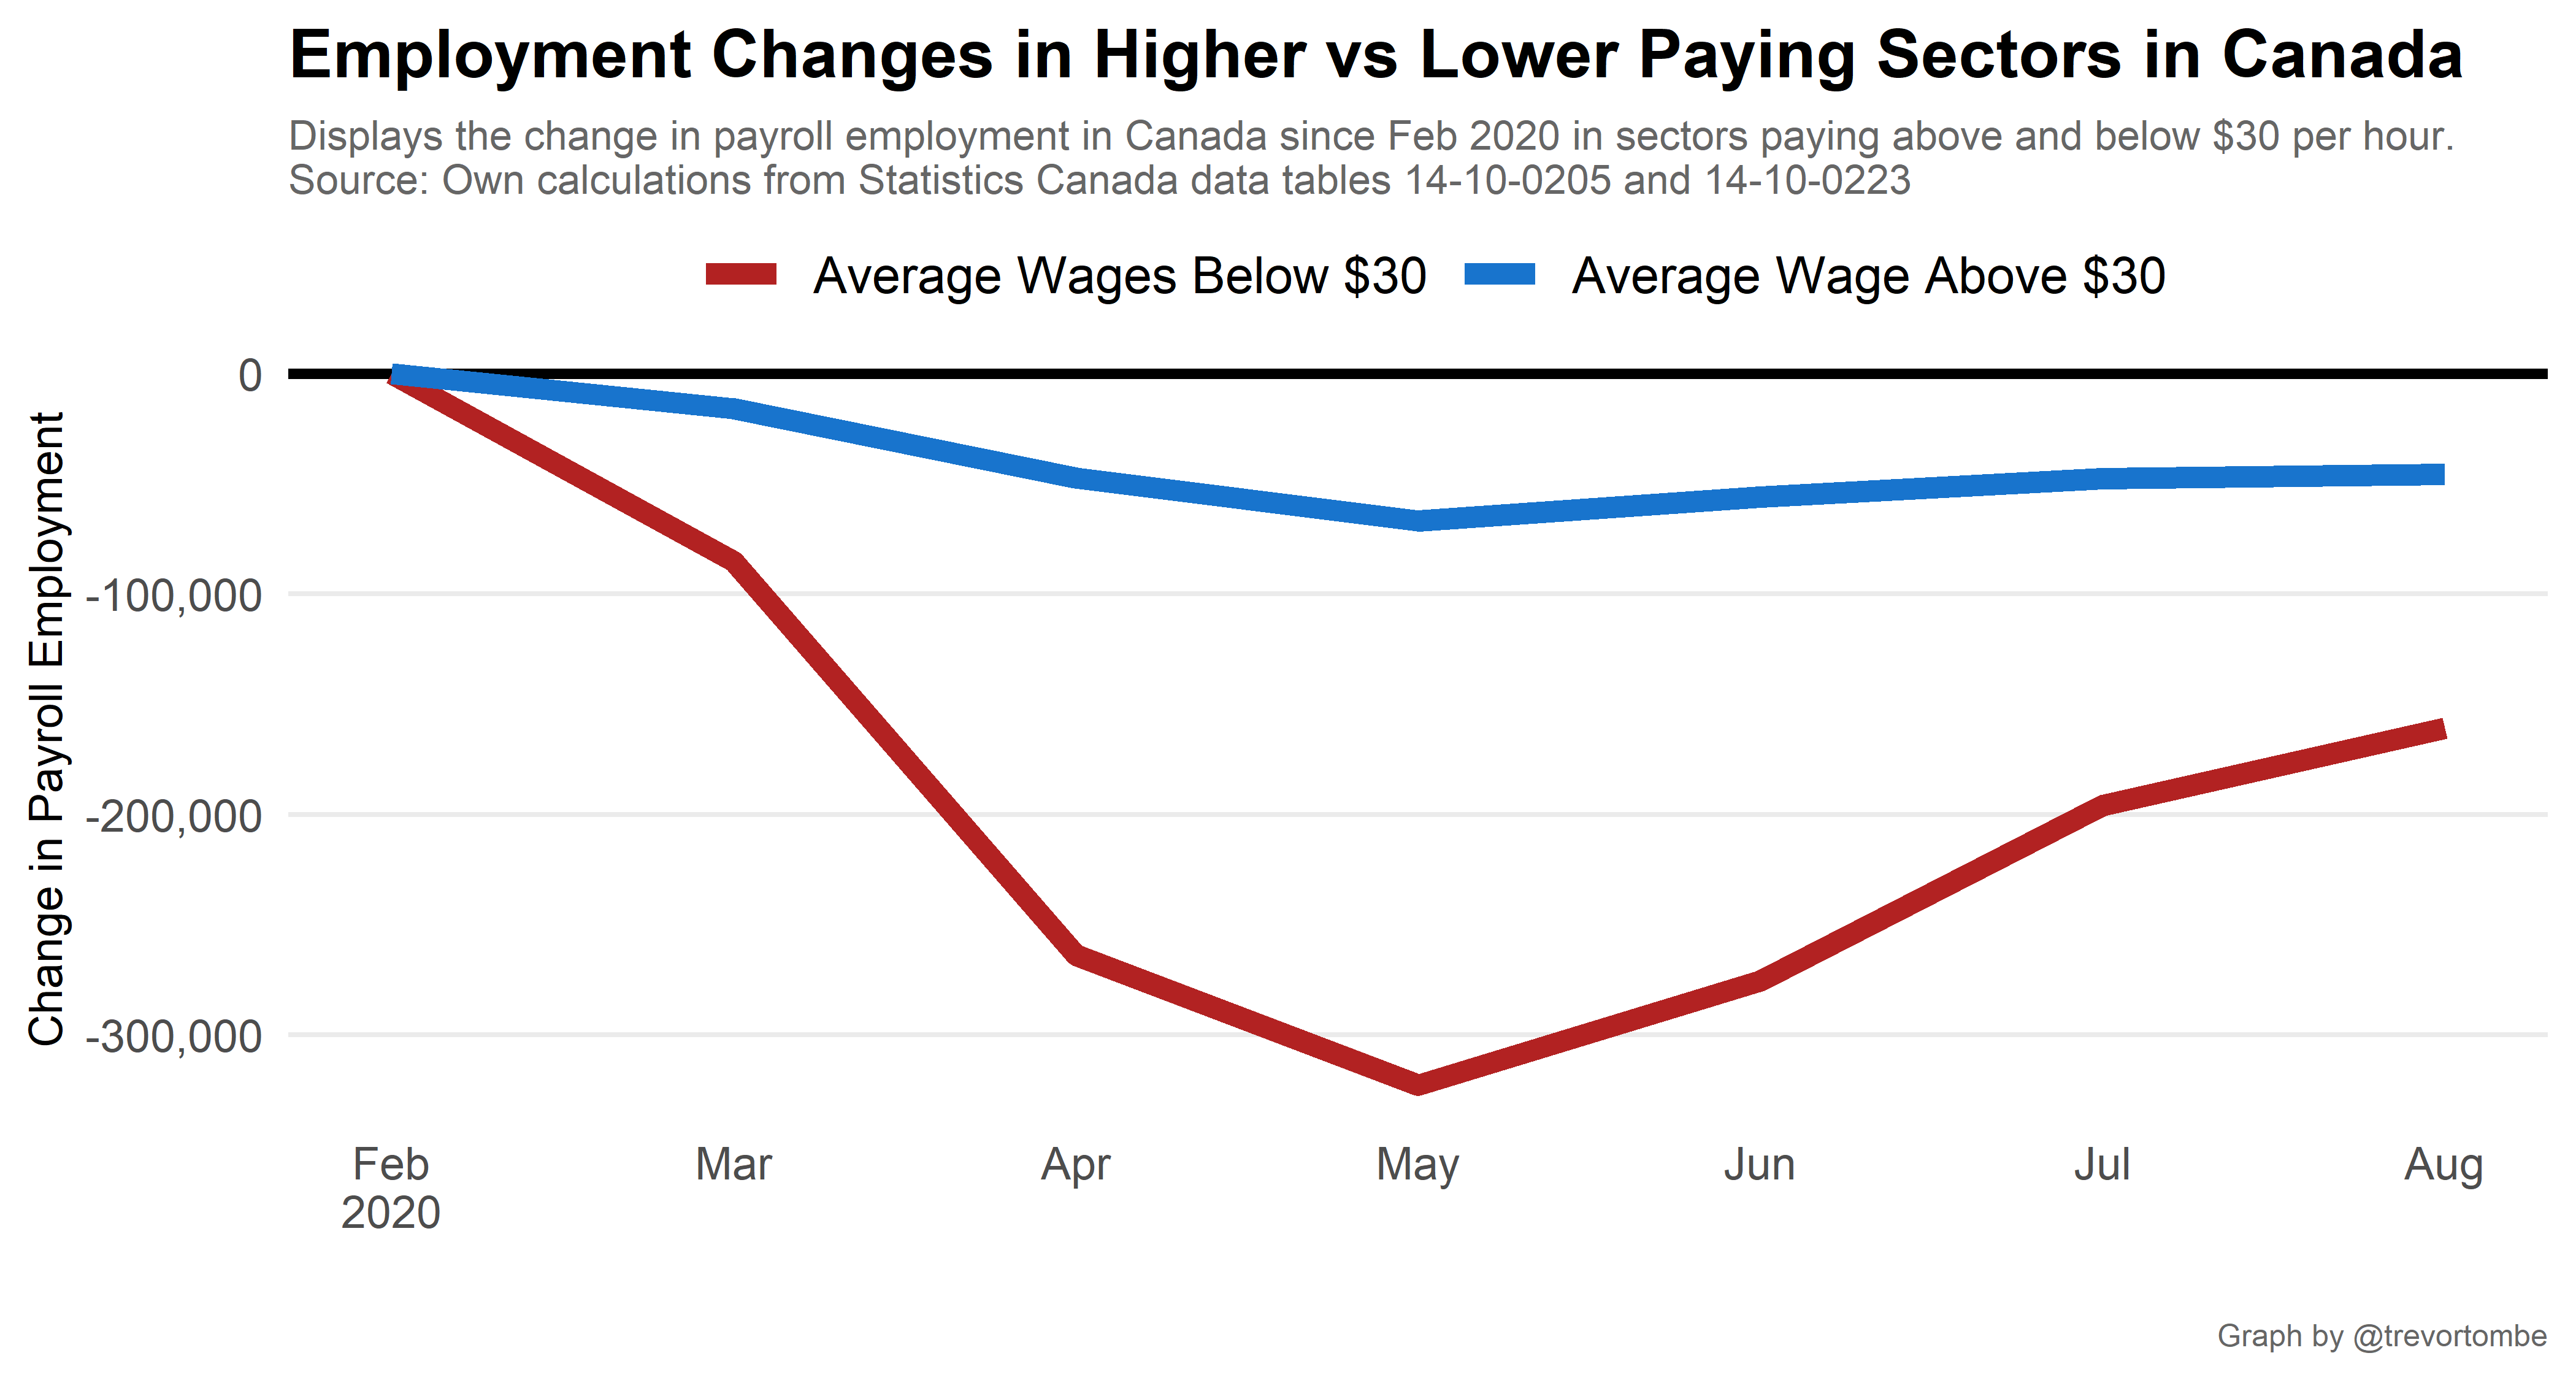 Employment Changes in Higher vs Lower Paying Sectors in Canada
Displays the change in payroll employment in Canada since Feb 2020 in sectors paying above and below $30 per hour.
Source: Own calculations from Statistics Canada data tables 14-10-0205 and 14-10-0223
Average Wages Below $30 Average Wage Above $30
Change in Payroll Employment
0
-100,000
-200,000
-300,000
Feb Mar Apr May Jun Jul Aug
2020
Graph by @trevortombe